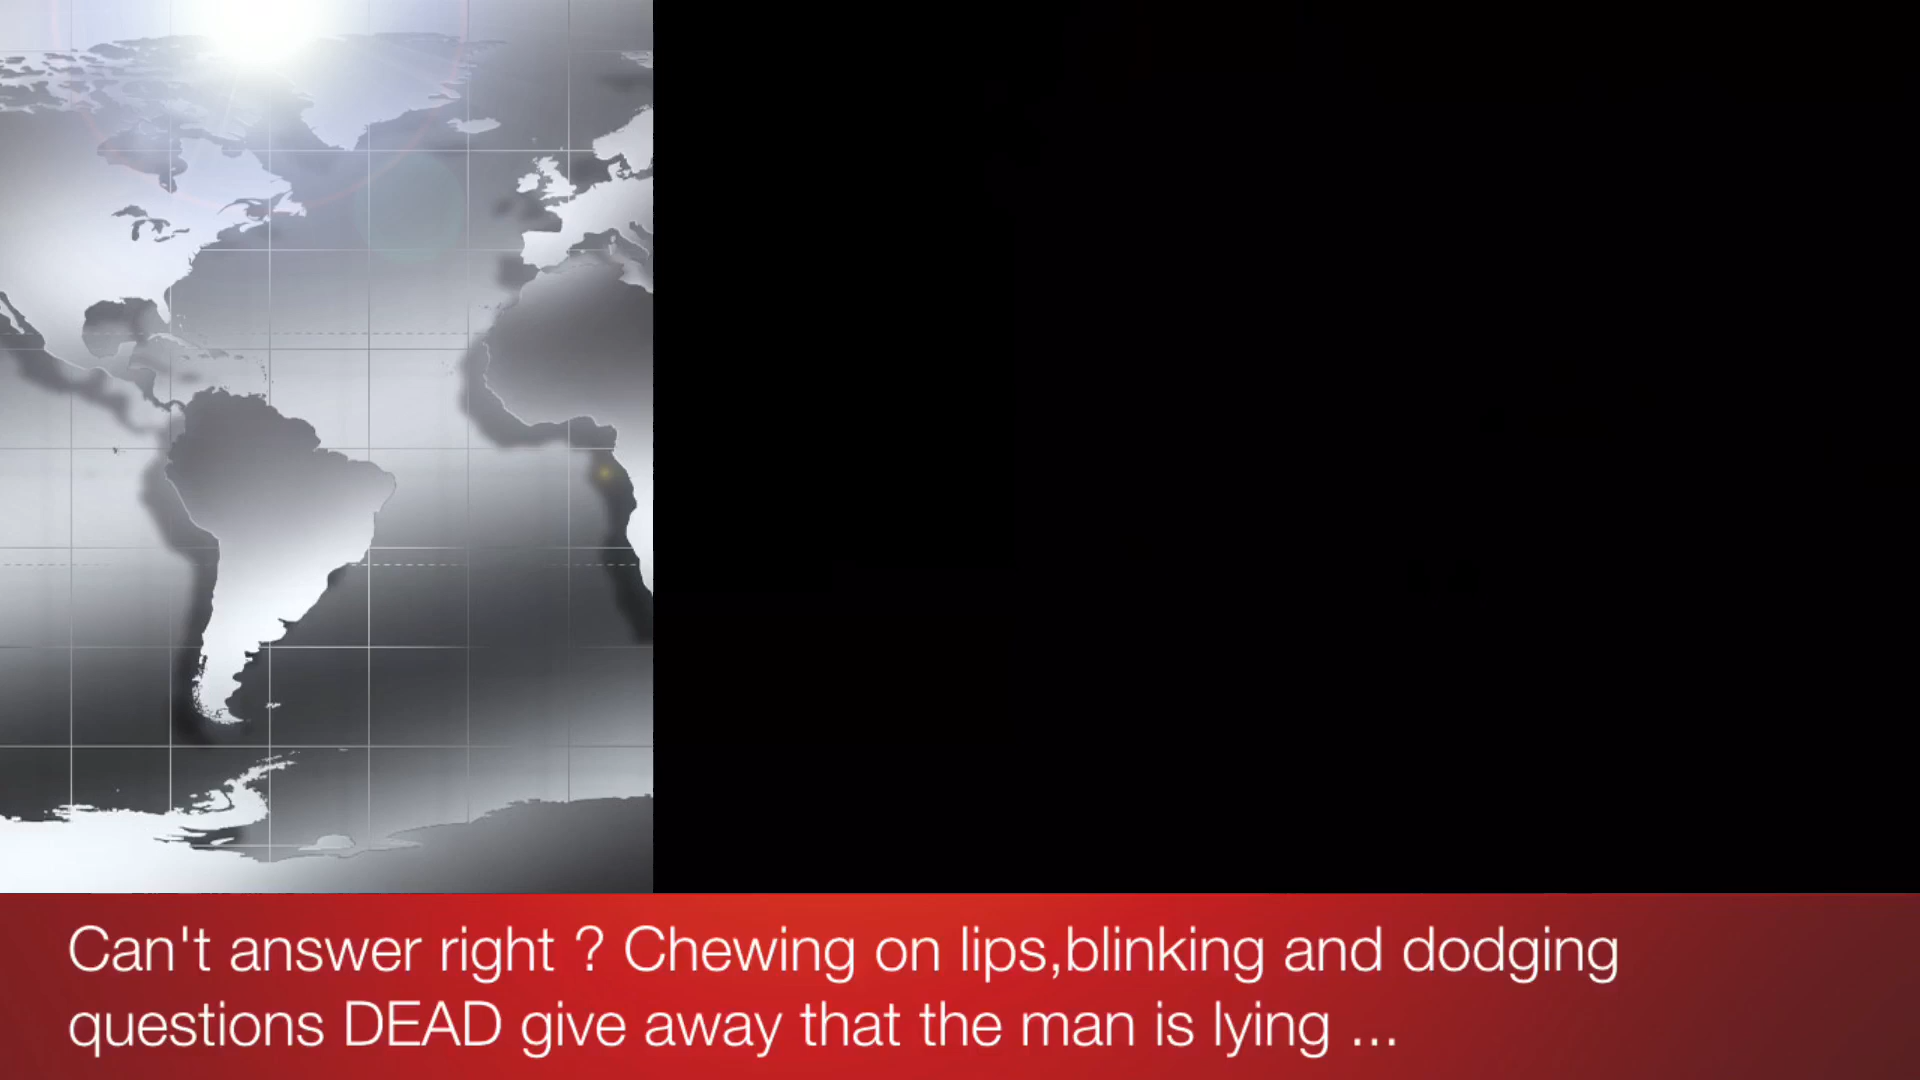 Can't answer right ? Chewing on lips,blinking and dodging
questions DEAD give away that the man is lying ...